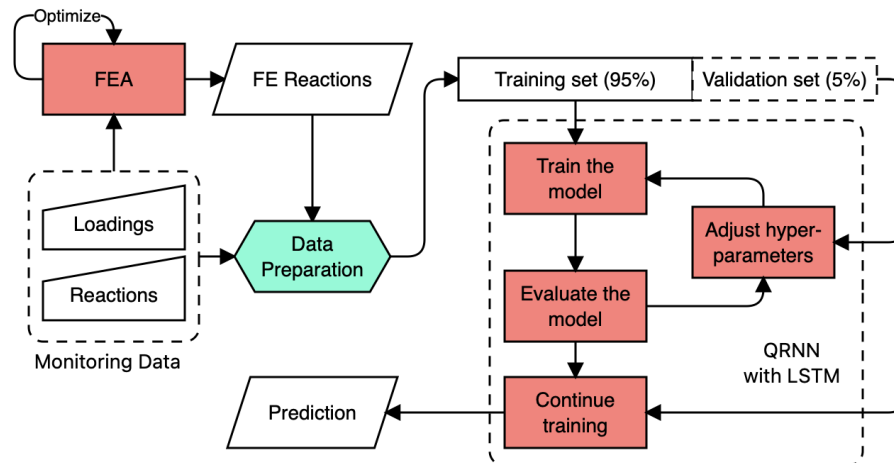 Optimize
FEA
FE Reactions
Training set (95%)
Validation set (5%)
Train the
model
Loadings
Data
Preparation
Adjust hyper-
parameters
Reactions
Evaluate the
model
Monitoring Data
QRNN
with LSTM
Prediction
Continue
training